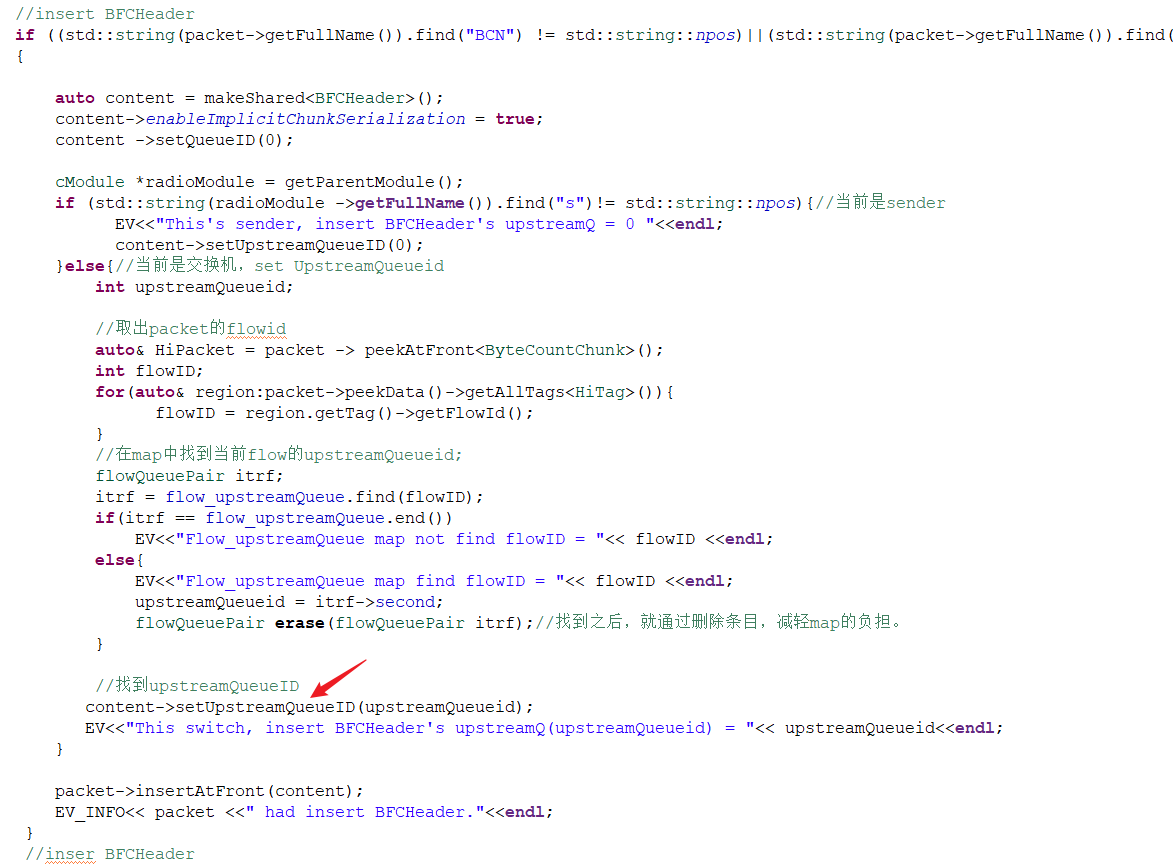 //insert BFCHeader
if ((std::string(packet->getFullName()).find("BCN") != std::string::npos)||(std::string(packet->getFullName()).find(
{
auto content = makeShared<BFCHeader>();
content->enableImplicitChunkSerialization = true;
content ->setQueueID(0);
cModule *radioModule = getParentModule();
if (std::string(radioModule ->getFullName()).find("s")!= std::string::npos){//当前是sender
EV<<"This's sender, insert BFCHeader's upstreamQ = 0 "<<endl;
content->setUpstreamQueueID(0);
}else{//当前是交换机，set UpstreamQueueid
int upstreamQueueid;
//取出packet的flowid
auto& HiPacket = packet -> peekAtFront<ByteCountChunk>();
int flowID;
for(auto& region:packet->peekData()->getAllTags<HiTag>()){
flowID = region.getTag()->getFlowId();
}
//在map中找到当前flow的upstreamQueueid;
flowQueuePair itrf;
itrf = flow_upstreamQueue.find(flowID);
if(itrf == flow_upstreamQueue.end())
EV<<"Flow_upstreamQueue map not find flowID = "<< flowID <<endl;
else{
EV<<"Flow_upstreamQueue map find flowID = "<< flowID <<endl;
upstreamQueueid = itrf->second;
flowQueuePair erase(flowQueuePair itrf);//找到之后，就通过删除条目，减轻map的负担。
}
//找到upstreamQueueID
content->setUpstreamQueueID(upstreamQueueid);
EV<<"This switch, insert BFCHeader's upstreamQ(upstreamQueueid) = "<< upstreamQueueid<<endl;
}
packet->insertAtFront(content);
EV_INFO<< packet <<" had insert BFCHeader."<<endl;
}
//inser BFCHeader